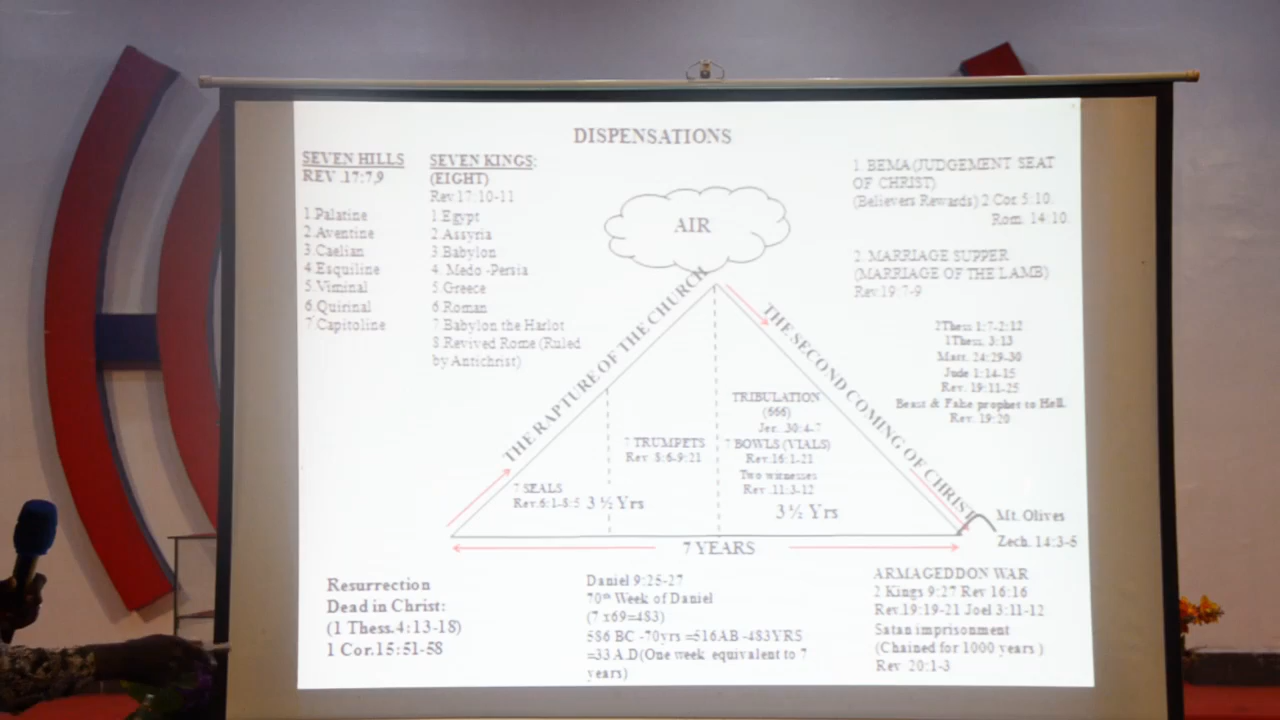 DISPENSATIONS
SEVEN HILLS
REV .17:7,9
1.Palatine
2.Aventine
3.Caelian
4.Esquiline
5.Viminal
6.Quirinal
7.Capitoline
SEVEN KINGS:
(EIGHT)
Rev.17:10-11
1.Egypt
2.Assyria
3.Babylon
4. Medo -Persia
5.Greece
6.Roman
7.Babylon the Harlot
8.Revived Rome (Ruled
by Antichrist)
AIR
1. BEMA (JUDGEMENT SEAT
OF CHRIST)
(Believers Rewards) 2 Cor. 5:10.
Rom. 14:10.
2. MARRIAGE SUPPER
(MARRIAGE OF THE LAMB)
Rev.19:7-9
2Thess 1:7-2:12
1Thess. 3:13
Matt. 24:29-30
Jude 1:14-15
Rev. 19:11-25
Beast & Fake prophet to Hell.
Rev. 19:20
THE RAPTURE OF THE CHURCH
THE SECOND COMING OF CHRIST
7 SEALS
Rev.6:1-8:5 3 ½ Yrs
7 TRUMPETS
Rev. 8:6-9:21
TRIBULATION
(666)
Jer. 30:4-7
7 BOWLS (VIALS)
Rev.16:1-21
Two witnesses
Rev. 11:3-12
3 ½ Yrs
7 YEARS
Mt. Olives
Zech. 14:3-5
Resurrection
Dead in Christ:
(1 Thess.4:13-18)
1 Cor.15:51-58
Daniel 9:25-27
70th Week of Daniel
(7 x69=483)
586 BC -70yrs =516AB -483YRS
=33A.D(One week equivalent to 7
years)
ARMAGEDDON WAR
2 Kings 9:27 Rev 16:16
Rev.19:19-21 Joel 3:11-12
Satan imprisonment
(Chained for 1000 years )
Rev 20:1-3